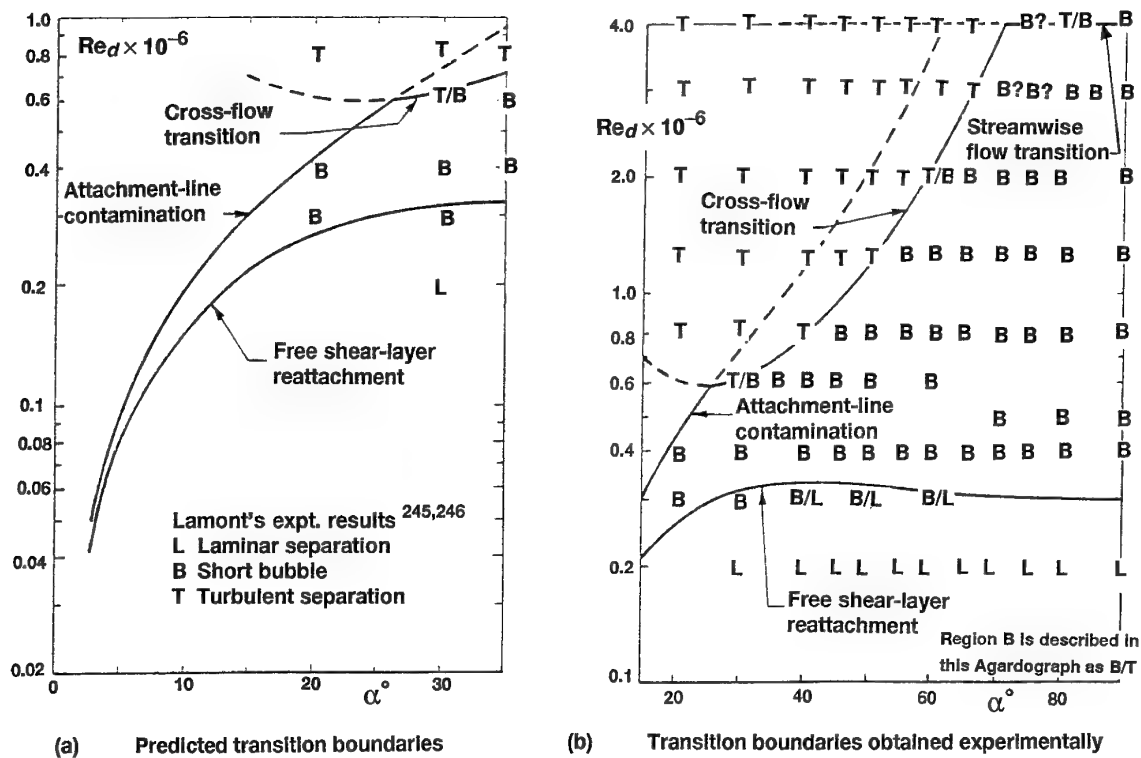 1.0
Red × 10⁻⁶
0.8
T T T
0.6
T/B B
Cross-flow
transition
0.4
B B B
Attachment-line
contamination
B B
0.2
L
Free shear-layer
reattachment
0.1
0.08
0.06
0.04
Lamont's expt. results 245,246
L Laminar separation
B Short bubble
T Turbulent separation
0.02
0 10 20 30
α°
(a) Predicted transition boundaries
4.0
T T T T T T T T B? T/B B
T T T T T T T B? B? B B B
Red × 10⁻⁶
Streamwise
flow transition
2.0
T T T T T T T/B B B B B B
Cross-flow
transition
T T T T T B B B B B B
1.0
0.8
T T T B B B B B B B
0.6
T/B B B B B B
Attachment-line
contamination
B B B
0.4
B B B B B B B B B B B
B B B/L B/L B/L
0.2
L L L L L L L L L L
Free shear-layer
reattachment
Region B is described in
this Agardograph as B/T
0.1
20 40 60 80
α°
(b) Transition boundaries obtained experimentally